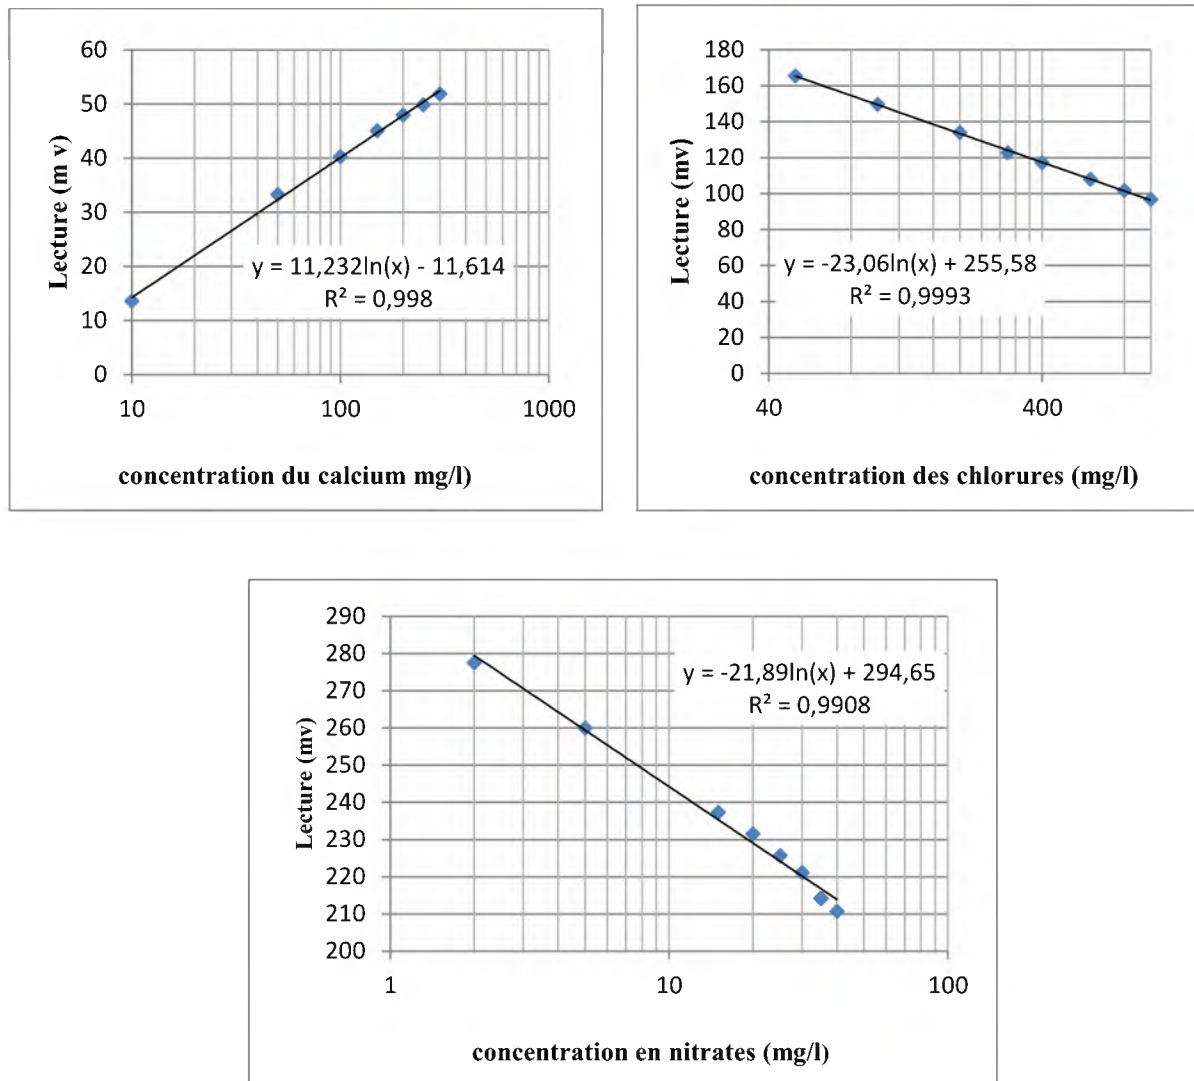 60
50
40
30
20
10
0
Lecture (m v)
y = 11,232ln(x) - 11,614
R² = 0,998
10 100 1000
concentration du calcium mg/l)
180
160
140
120
100
80
60
40
20
0
Lecture (mv)
y = -23,06ln(x) + 255,58
R² = 0,9993
40 400
concentration des chlorures (mg/l)
290
280
270
260
250
240
230
220
210
200
Lecture (mv)
y = -21,89ln(x) + 294,65
R² = 0,9908
1 10 100
concentration en nitrates (mg/l)